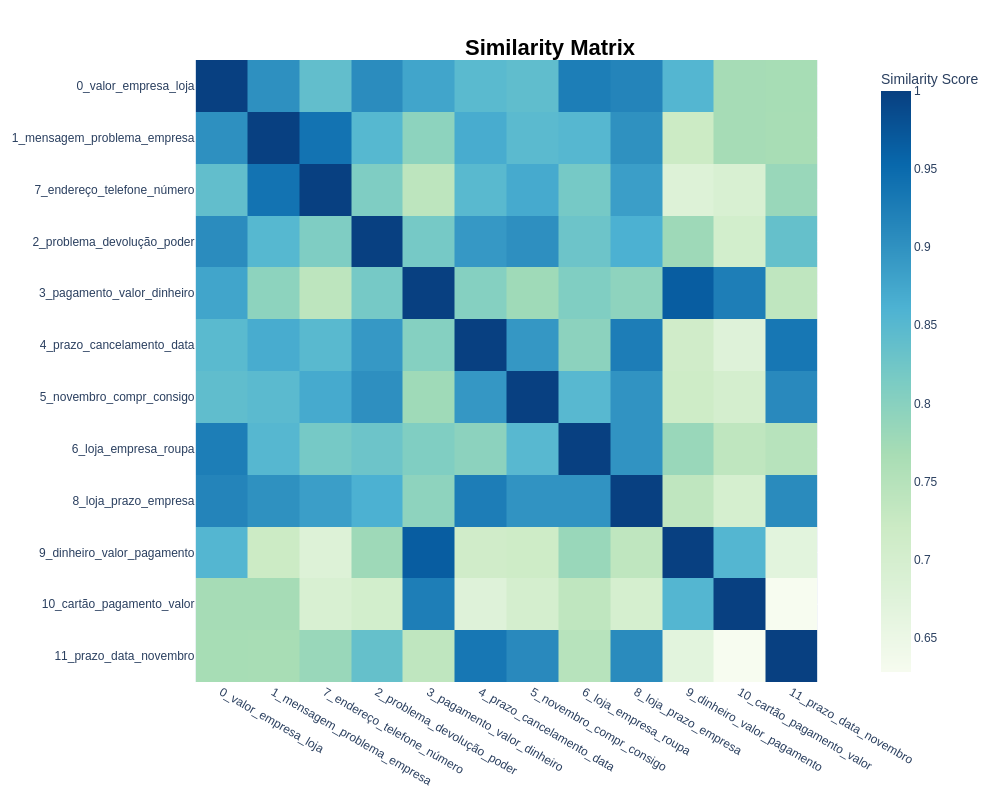 Similarity Matrix
Similarity Score
0_valor_empresa_loja
1_mensagem_problema_empresa
7_endereço_telefone_número
2_problema_devolução_poder
3_pagamento_valor_dinheiro
4_prazo_cancelamento_data
5_novembro_compr_consigo
6_loja_empresa_roupa
8_loja_prazo_empresa
9_dinheiro_valor_pagamento
10_cartão_pagamento_valor
11_prazo_data_novembro
0_valor_empresa_loja
1_mensagem_problema_empresa
7_endereço_telefone_número
2_problema_devolução_poder
3_pagamento_valor_dinheiro
4_prazo_cancelamento_data
5_novembro_compr_consigo
6_loja_empresa_roupa
8_loja_prazo_empresa
9_dinheiro_valor_pagamento
10_cartão_pagamento_valor
11_prazo_data_novembro
1
0.95
0.9
0.85
0.8
0.75
0.7
0.65